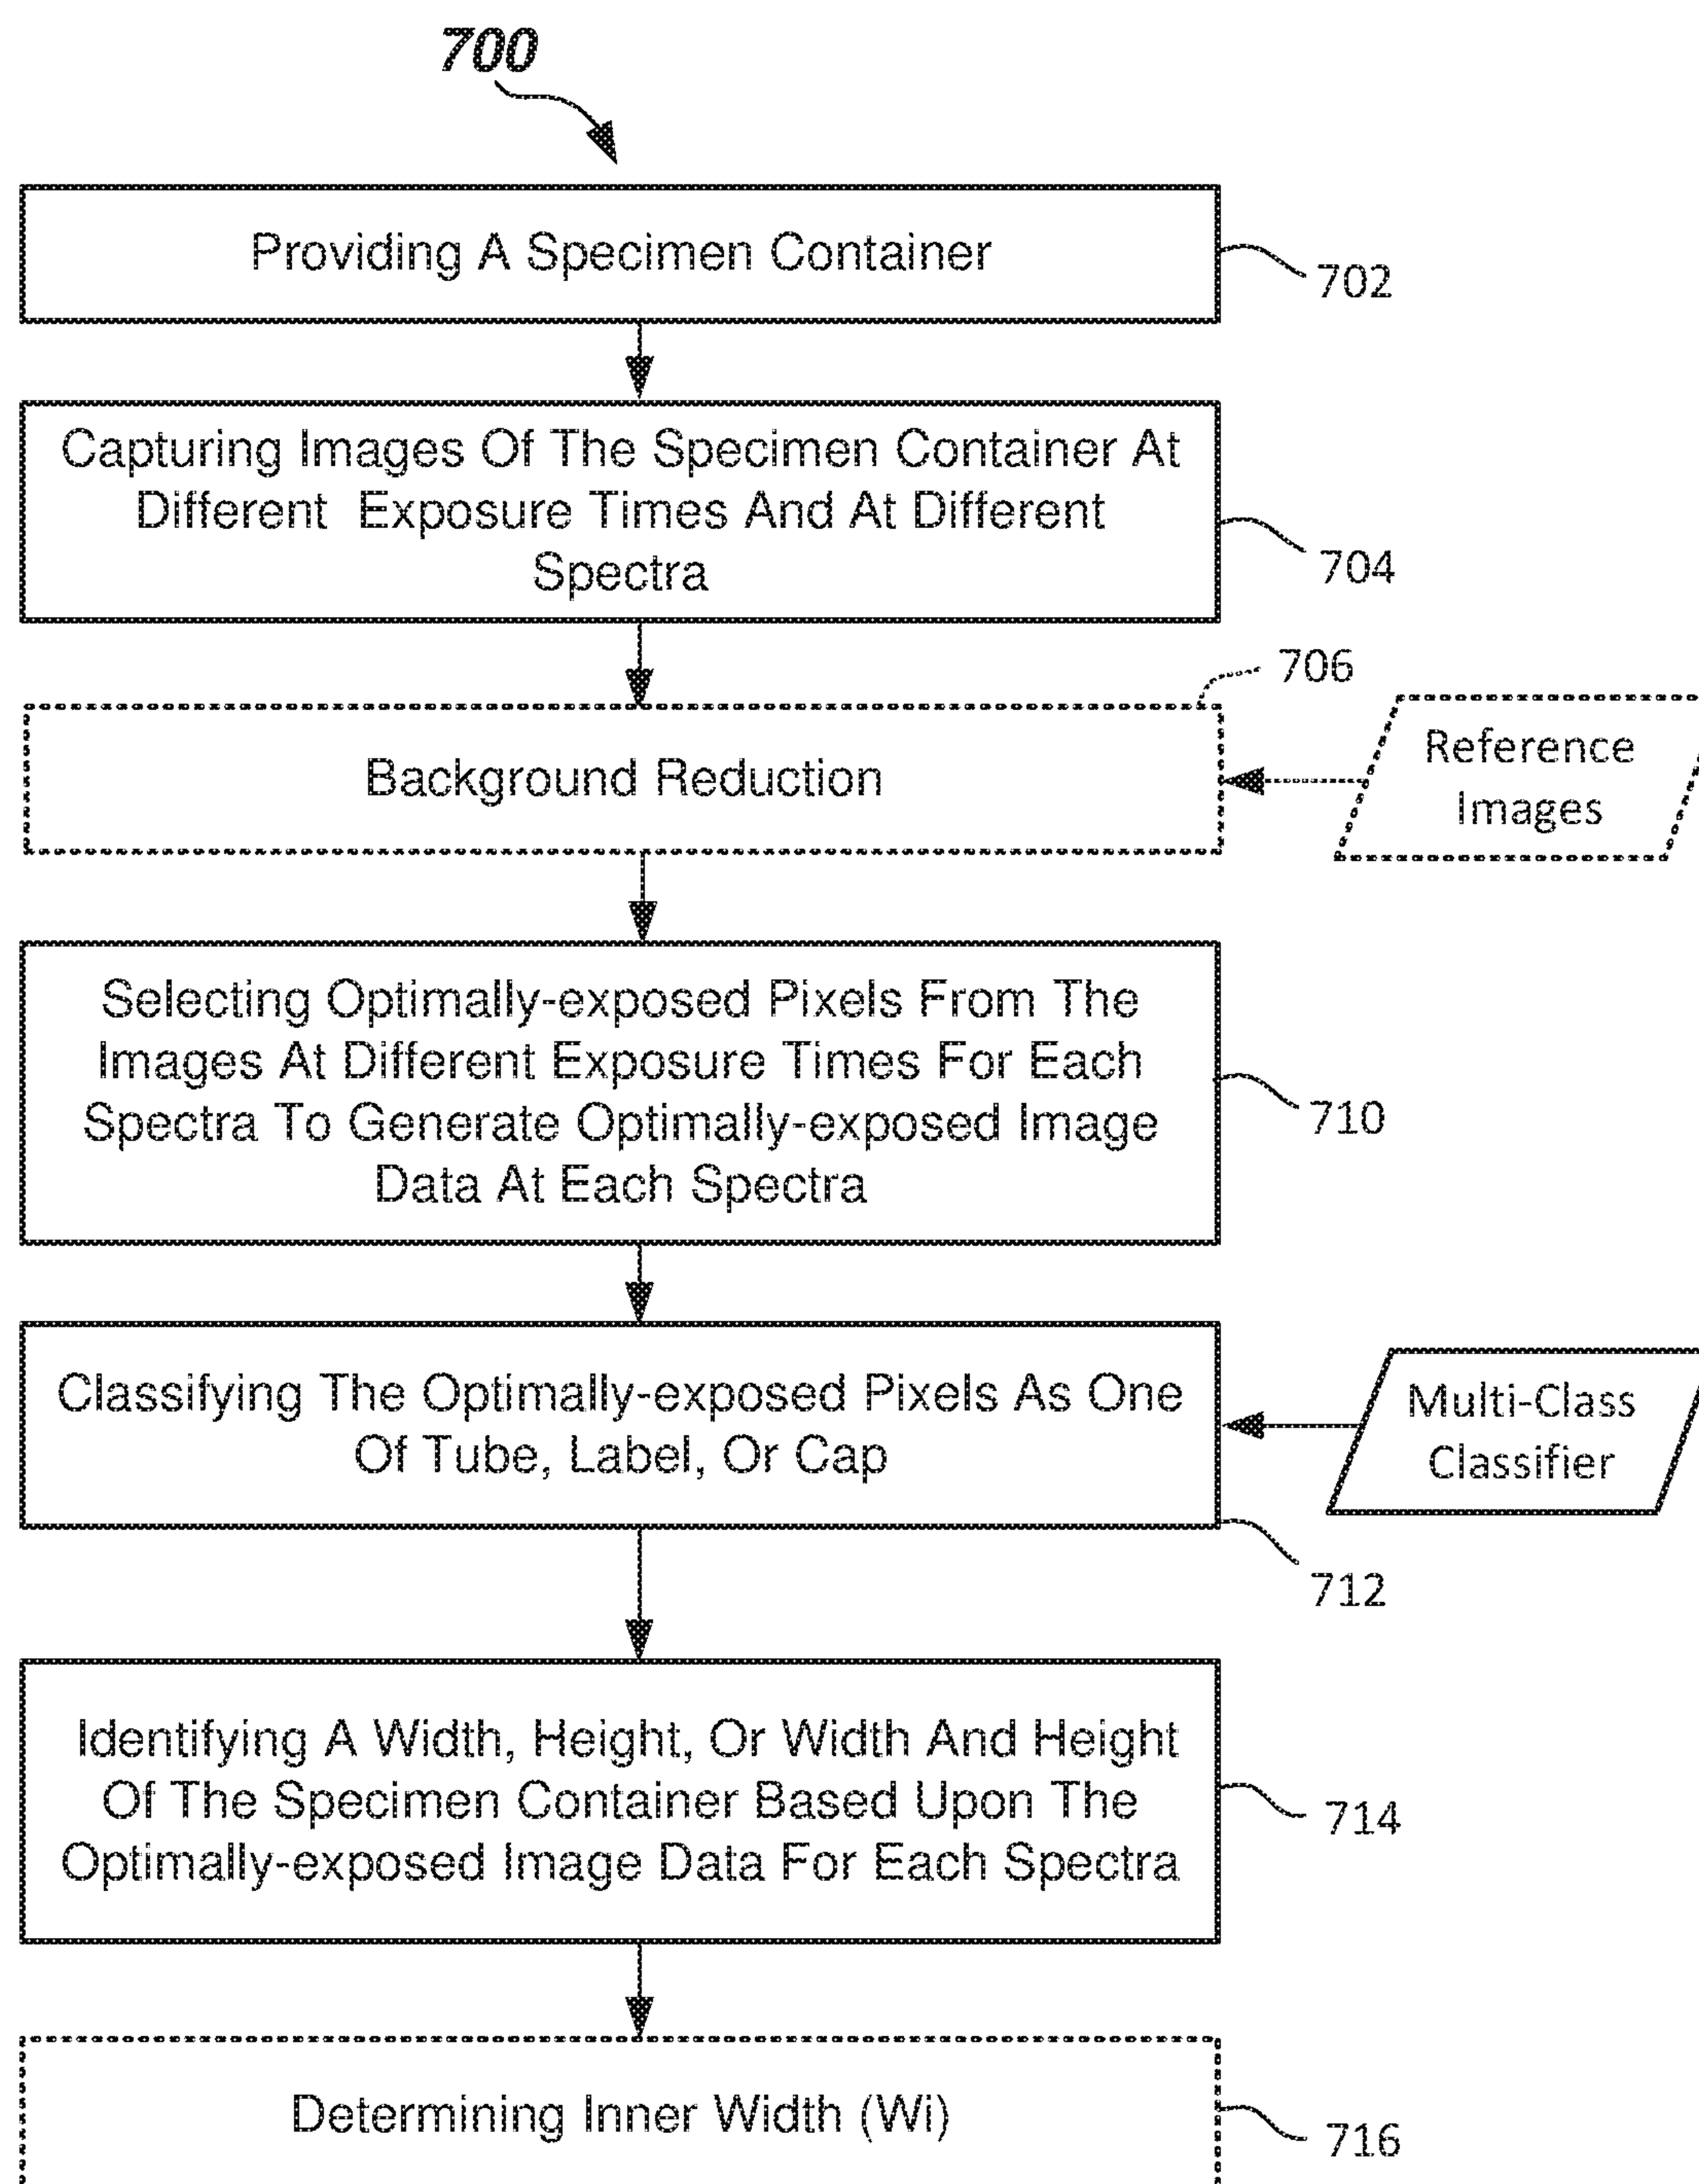 700
Providing A Specimen Container
702
Capturing Images Of The Specimen Container At
Different Exposure Times And At Different
Spectra
704
706
Background Reduction
Reference
Images
Selecting Optimally-exposed Pixels From The
Images At Different Exposure Times For Each
Spectra To Generate Optimally-exposed Image
Data At Each Spectra
710
Classifying The Optimally-exposed Pixels As One
Of Tube, Label, Or Cap
Multi-Class
Classifier
712
Identifying A Width, Height, Or Width And Height
Of The Specimen Container Based Upon The
Optimally-exposed Image Data For Each Spectra
714
Determining Inner Width (Wi)
716